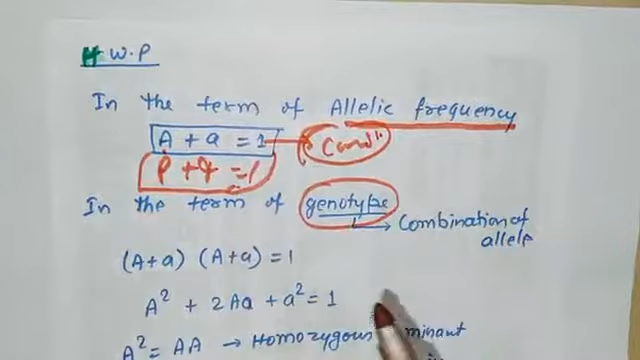 H W.P
In the term of Allelic frequency
A + a = 1 → Cond"
P + q = 1
In the term of genotype → Combination of
allele
(A+a) (A+a) = 1
A² + 2Aa + a² = 1
A² = AA → Homozygous